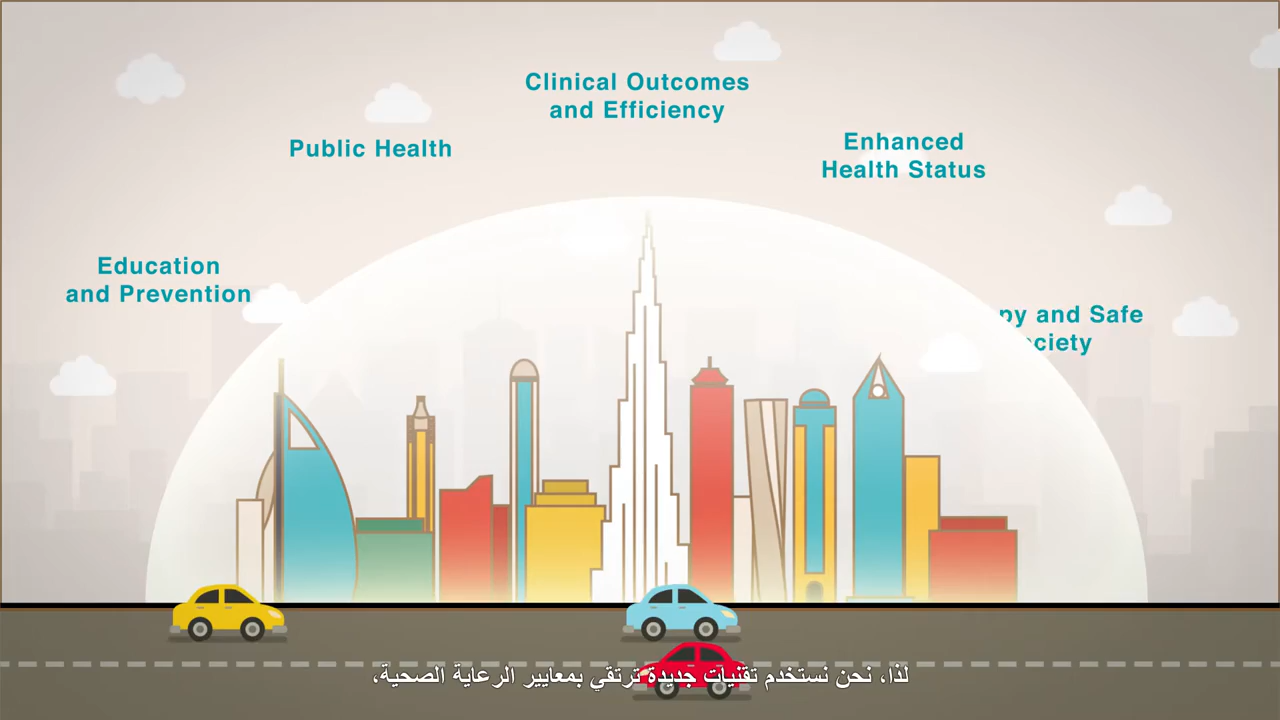 Clinical Outcomes
and Efficiency
Public Health
Enhanced
Health Status
Education
and Prevention
py and Safe
ciety
لذا، نحن نستخدم تقنيات جديدة ترتقي بمعايير الرعاية الصحية،